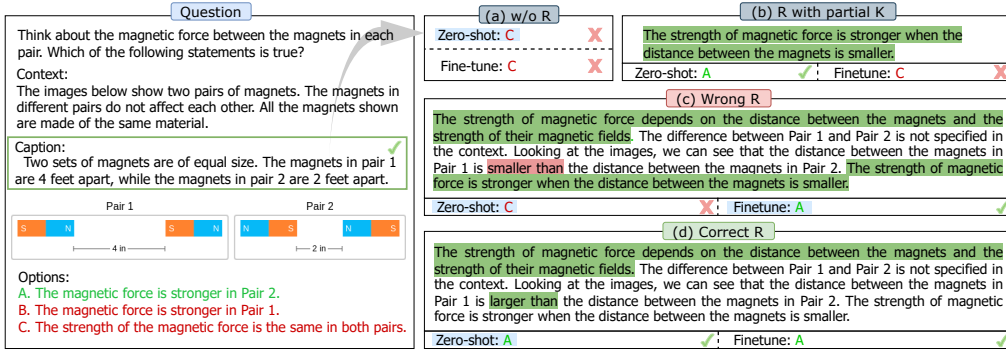 Question
Think about the magnetic force between the magnets in each
pair. Which of the following statements is true?
Context:
The images below show two pairs of magnets. The magnets in
different pairs do not affect each other. All the magnets shown
are made of the same material.
Caption:
Two sets of magnets are of equal size. The magnets in pair 1
are 4 feet apart, while the magnets in pair 2 are 2 feet apart.
Pair 1
Pair 2
S N S N
N S N S
4 in
2 in
Options:
A. The magnetic force is stronger in Pair 2.
B. The magnetic force is stronger in Pair 1.
C. The strength of the magnetic force is the same in both pairs.
(a) w/o R
Zero-shot: C
Fine-tune: C
(b) R with partial K
The strength of magnetic force is stronger when the
distance between the magnets is smaller.
Zero-shot: A
Finetune: C
(c) Wrong R
The strength of magnetic force depends on the distance between the magnets and the
strength of their magnetic fields. The difference between Pair 1 and Pair 2 is not specified in
the context. Looking at the images, we can see that the distance between the magnets in
Pair 1 is smaller than the distance between the magnets in Pair 2. The strength of magnetic
force is stronger when the distance between the magnets is smaller.
Zero-shot: C
Finetune: A
(d) Correct R
The strength of magnetic force depends on the distance between the magnets and the
strength of their magnetic fields. The difference between Pair 1 and Pair 2 is not specified in
the context. Looking at the images, we can see that the distance between the magnets in
Pair 1 is larger than the distance between the magnets in Pair 2. The strength of magnetic
force is stronger when the distance between the magnets is smaller.
Zero-shot: A
Finetune: A